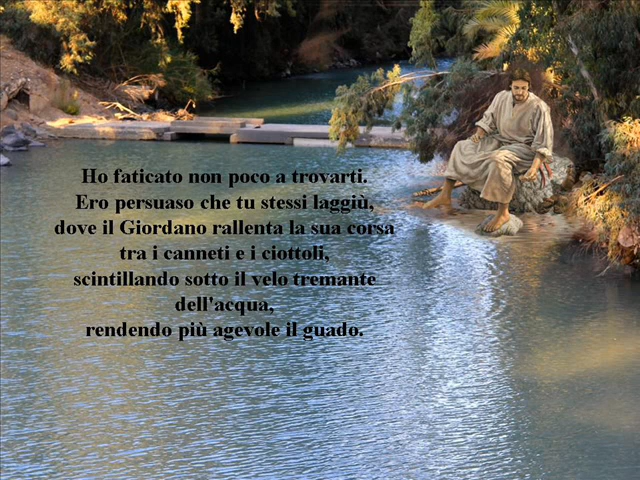 Ho faticato non poco a trovarti.
Ero persuaso che tu stessi laggiù,
dove il Giordano rallenta la sua corsa
tra i canneti e i ciottoli,
scintillando sotto il velo tremante
dell'acqua,
rendendo più agevole il guado.